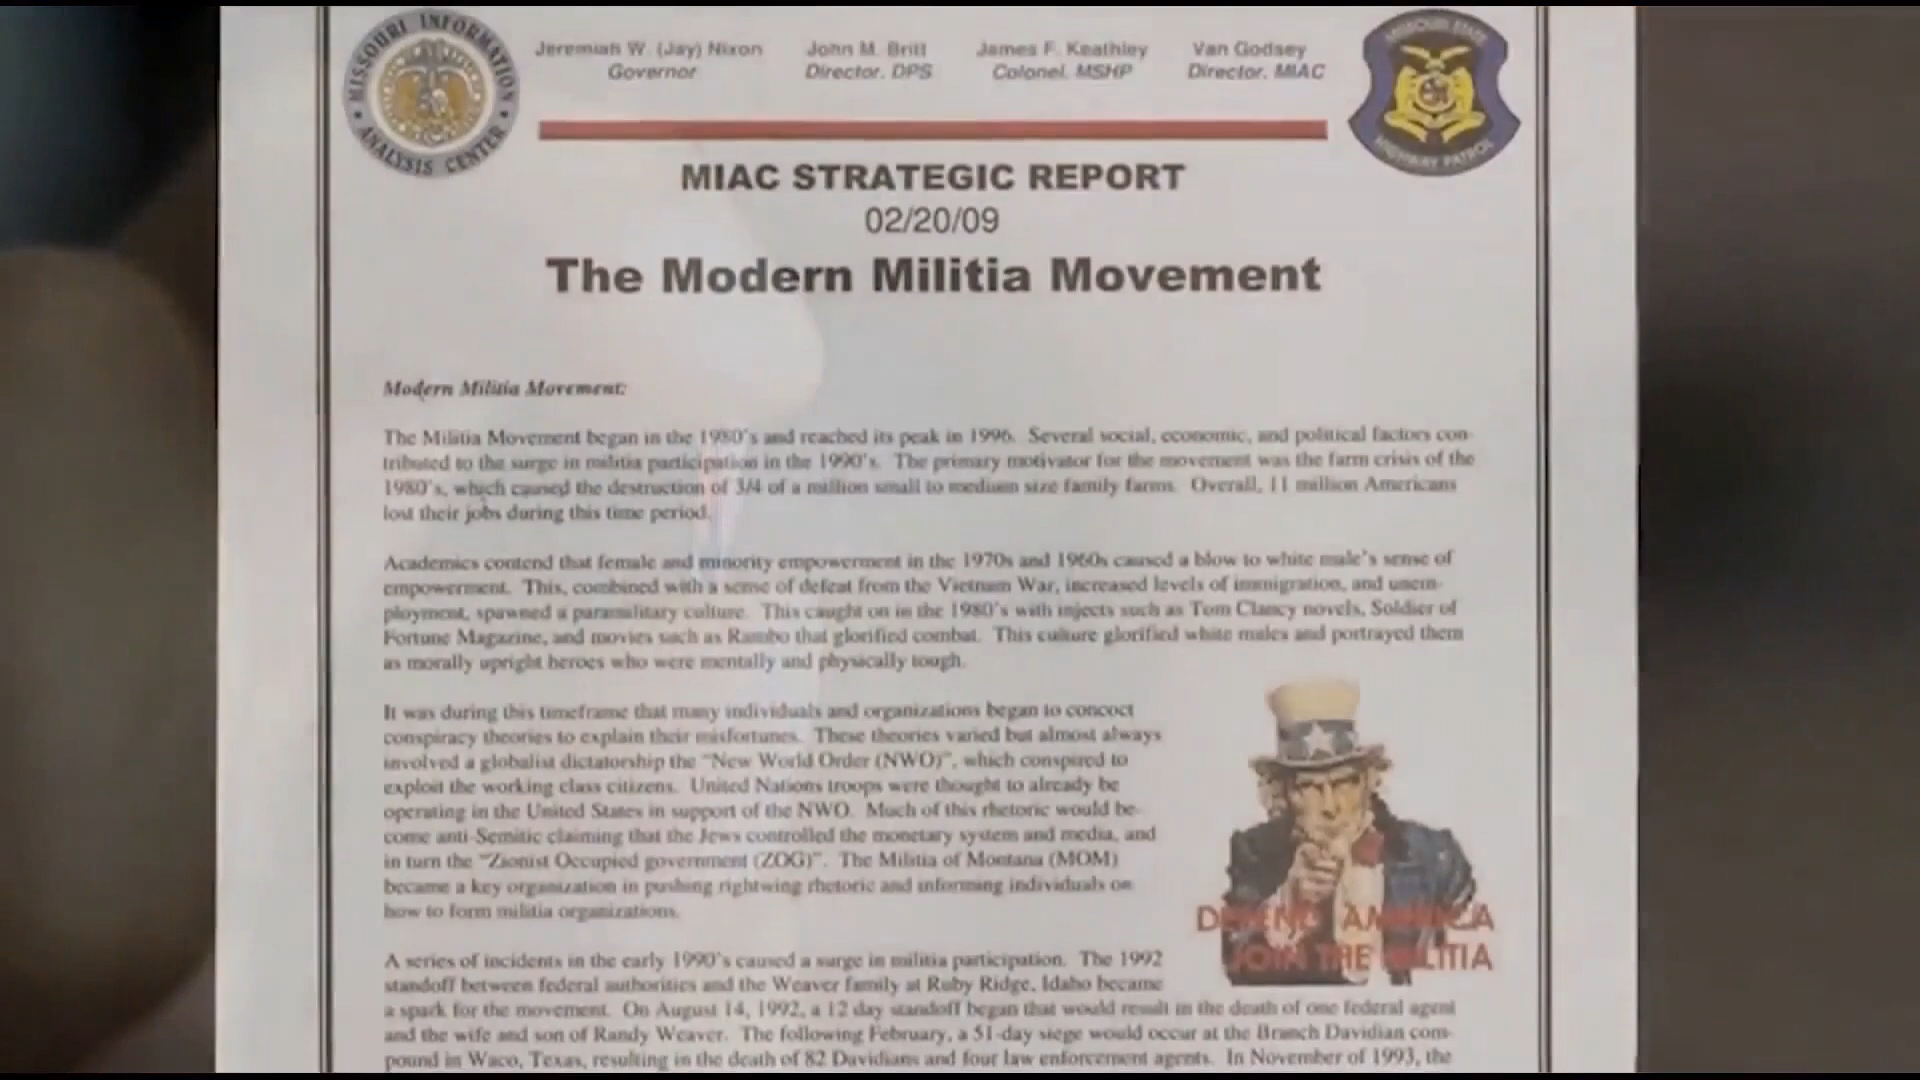 MISSOURI INFORMATION
ANALYSIS CENTER
Jeremiah W. (Jay) Nixon
Governor
John M. Britt
Director, DPS
James F. Keathley
Colonel, MSHP
Van Godsey
Director, MIAC
MISSOURI STATE
HIGHWAY PATROL
MIAC STRATEGIC REPORT
02/20/09
The Modern Militia Movement
Modern Militia Movement:
The Militia Movement began in the 1980's and reached its peak in 1996. Several social, economic, and political factors con-
tributed to the surge in militia participation in the 1990's. The primary motivator for the movement was the farm crisis of the
1980's, which caused the destruction of 3/4 of a million small to medium size family farms. Overall, 11 million Americans
lost their jobs during this time period.
Academics contend that female and minority empowerment in the 1970s and 1960s caused a blow to white male's sense of
empowerment. This, combined with a sense of defeat from the Vietnam War, increased levels of immigration, and unem-
ployment, spawned a paramilitary culture. This caught on in the 1980's with injects such as Tom Clancy novels, Soldier of
Fortune Magazine, and movies such as Rambo that glorified combat. This culture glorified white males and portrayed them
as morally upright heroes who were mentally and physically tough.
It was during this timeframe that many individuals and organizations began to concoct
conspiracy theories to explain their misfortunes. These theories varied but almost always
involved a globalist dictatorship the "New World Order (NWO)", which conspired to
exploit the working class citizens. United Nations troops were thought to already be
operating in the United States in support of the NWO. Much of this rhetoric would be-
come anti-Semitic claiming that the Jews controlled the monetary system and media, and
in turn the "Zionist Occupied government (ZOG)". The Militia of Montana (MOM)
became a key organization in pushing rightwing rhetoric and informing individuals on
how to form militia organizations.
DEFEND AMERICA
JOIN THE MILITIA
A series of incidents in the early 1990's caused a surge in militia participation. The 1992
standoff between federal authorities and the Weaver family at Ruby Ridge, Idaho became
a spark for the movement. On August 14, 1992, a 12 day standoff began that would result in the death of one federal agent
and the wife and son of Randy Weaver. The following February, a 51-day siege would occur at the Branch Davidian com-
pound in Waco, Texas, resulting in the death of 82 Davidians and four law enforcement agents. In November of 1993, the